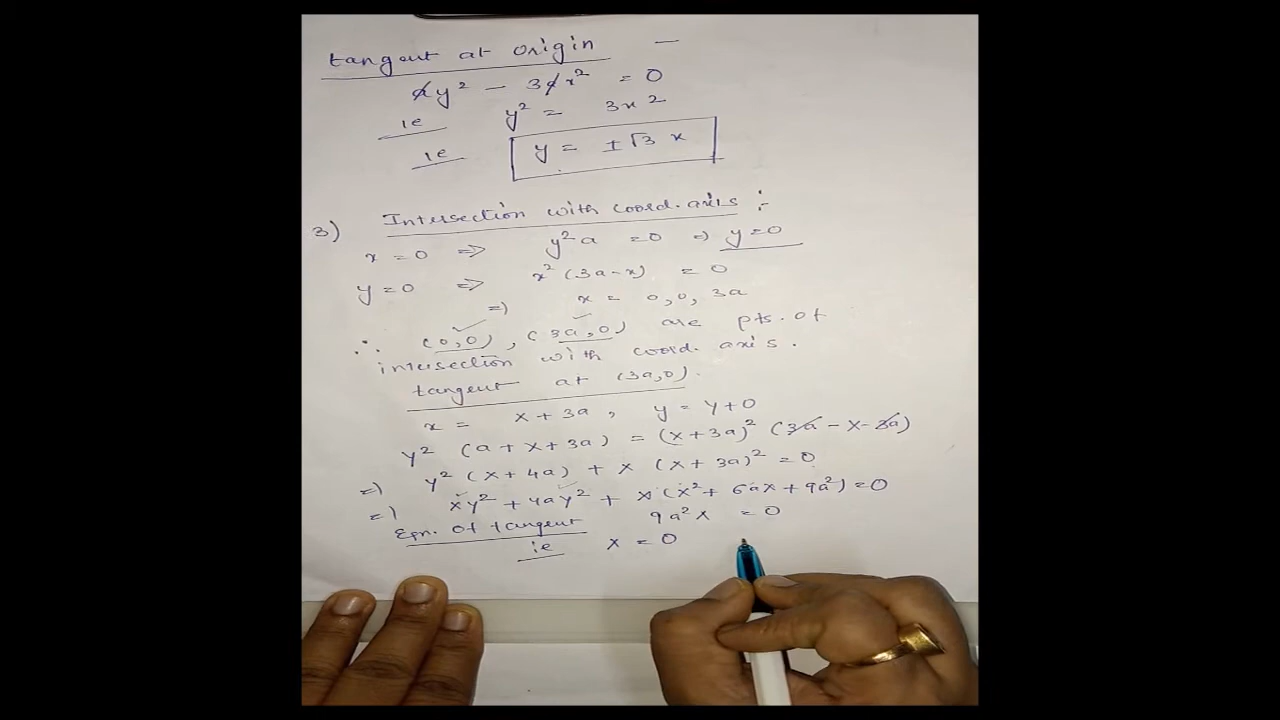 tangent at origin —
ay² - 3ax² = 0
ie y² = 3x2
ie y = ±√3 x
3) Intersection with coord. axis :-
x = 0 => y²a = 0 => y=0
y = 0 => x² (3a-x) = 0
=) x = 0, 0, 3a
∴ (0,0), (3a,0) are pts. of
intersection with coord. axis.
tangent at (3a,0).
x = X + 3a, y = Y+0
Y² (a + X + 3a) = (X + 3a)² (3a - X - 3a)
=) Y² (X + 4a) + X (X + 3a)² = 0
=) XY² + 4aY² + X (X² + 6aX + 9a²) = 0
Eqn. of tangent 9a²X = 0
ie X = 0